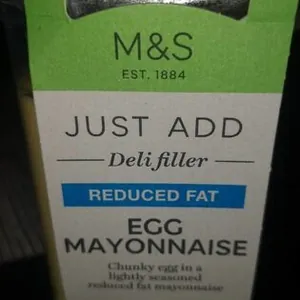 M&S
EST. 1884
JUST ADD
Deli filler
REDUCED FAT
EGG
MAYONNAISE
Chunky egg in a
lightly seasoned
reduced fat mayonnaise